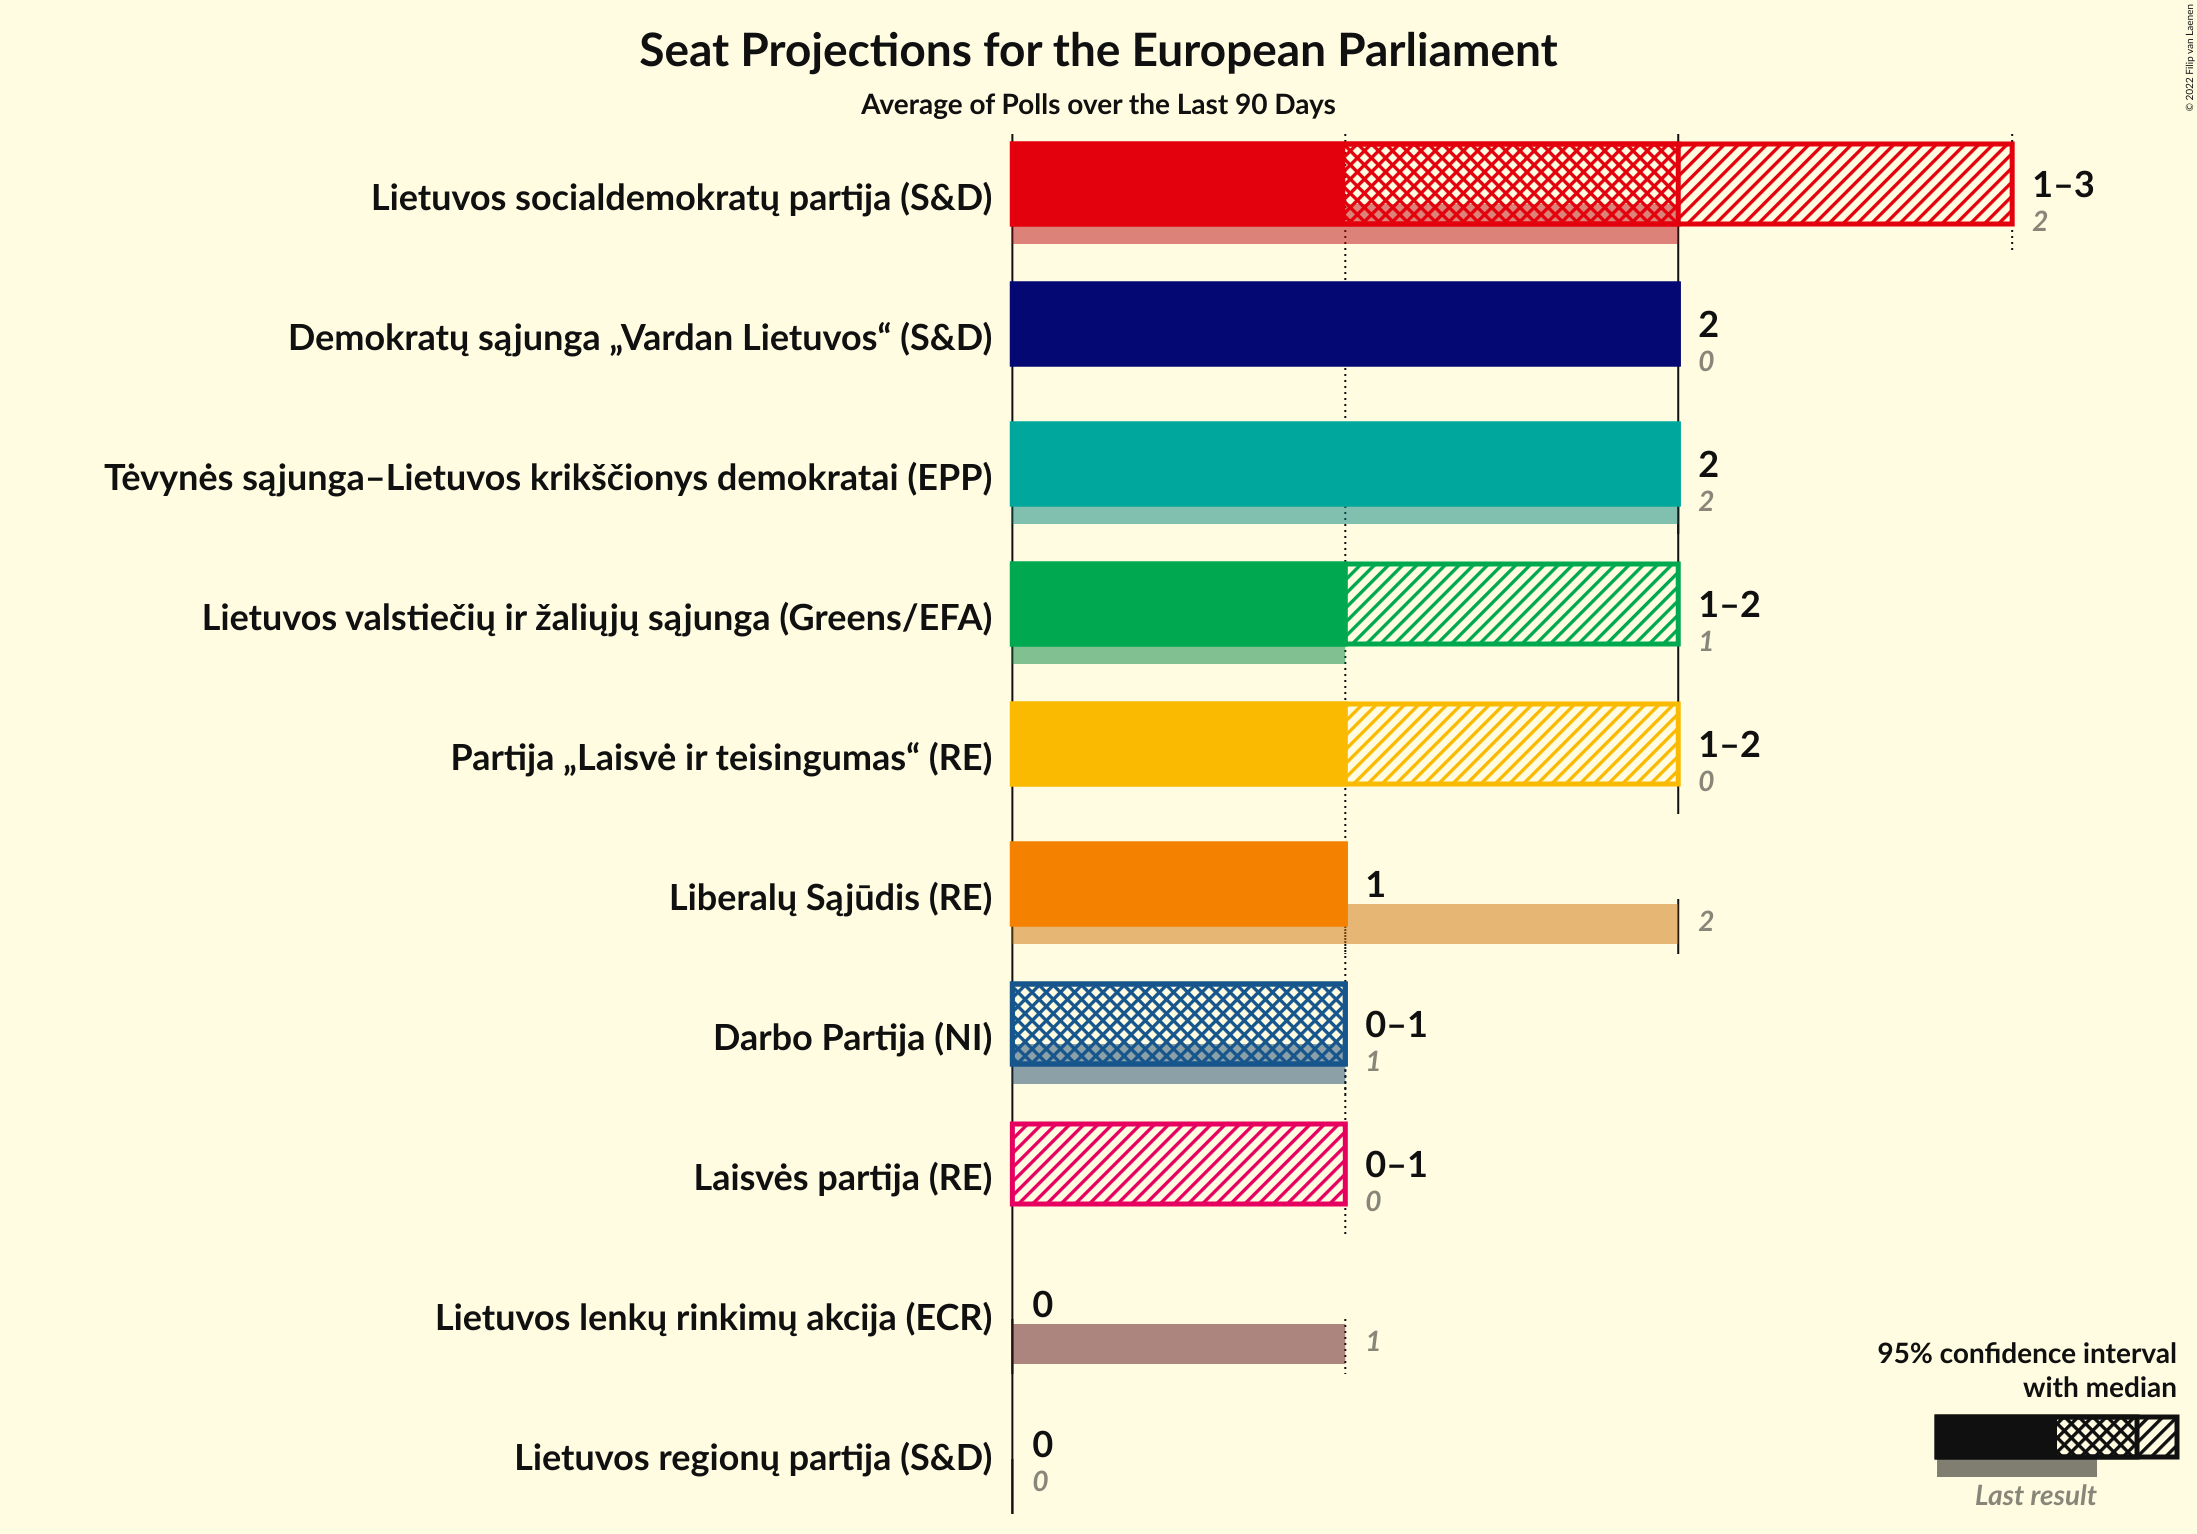 Seat Projections for the European Parliament
Average of Polls over the Last 90 Days
© 2022 Filip van Laenen
Lietuvos socialdemokratų partija (S&D)
1–3
2
Demokratų sąjunga „Vardan Lietuvos“ (S&D)
2
0
Tėvynės sąjunga–Lietuvos krikščionys demokratai (EPP)
2
2
Lietuvos valstiečių ir žaliųjų sąjunga (Greens/EFA)
1–2
1
Partija „Laisvė ir teisingumas“ (RE)
1–2
0
Liberalų Sąjūdis (RE)
1
2
Darbo Partija (NI)
0–1
1
Laisvės partija (RE)
0–1
0
Lietuvos lenkų rinkimų akcija (ECR)
0
1
Lietuvos regionų partija (S&D)
0
0
95% confidence interval
with median
Last result